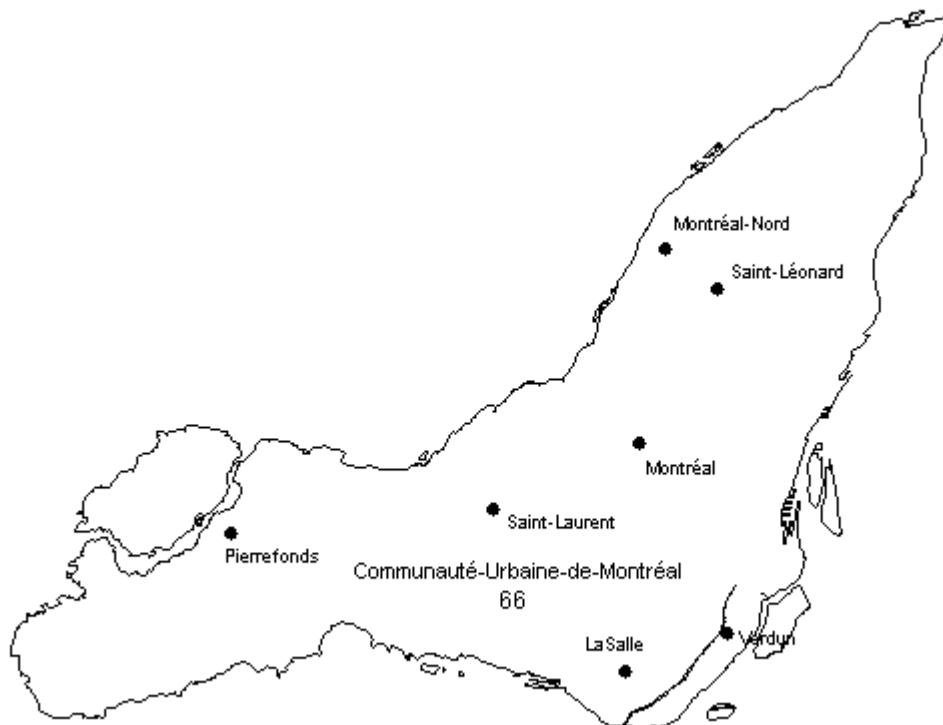 Montréal-Nord
Saint-Léonard
Montréal
Saint-Laurent
Pierrefonds
Communauté-Urbaine-de-Montréal
66
Verdun
LaSalle